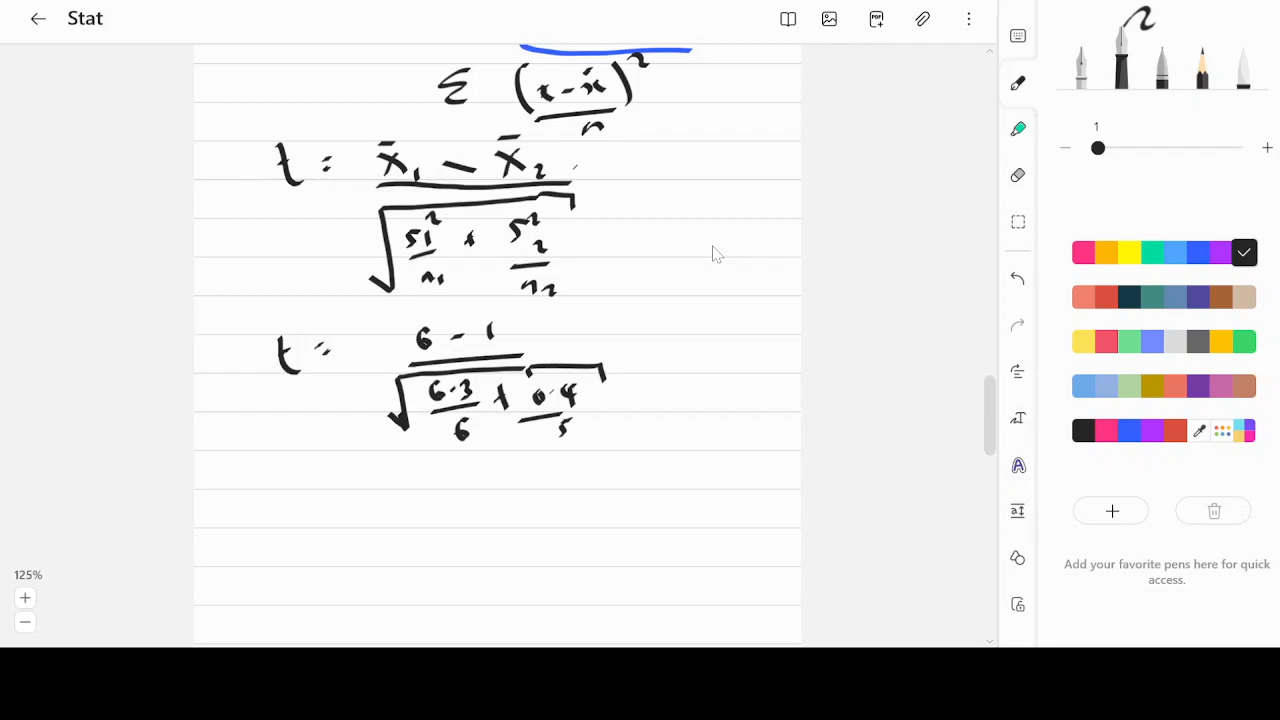 Stat
Σ (x - x̄)²
n
t = X̄₁ - X̄₂
√ S₁² + S₂²
n₁ n₂
t = 6 - 1
√ 6.3 + 0.4
6 5
1
Add your favorite pens here for quick
access.
125%